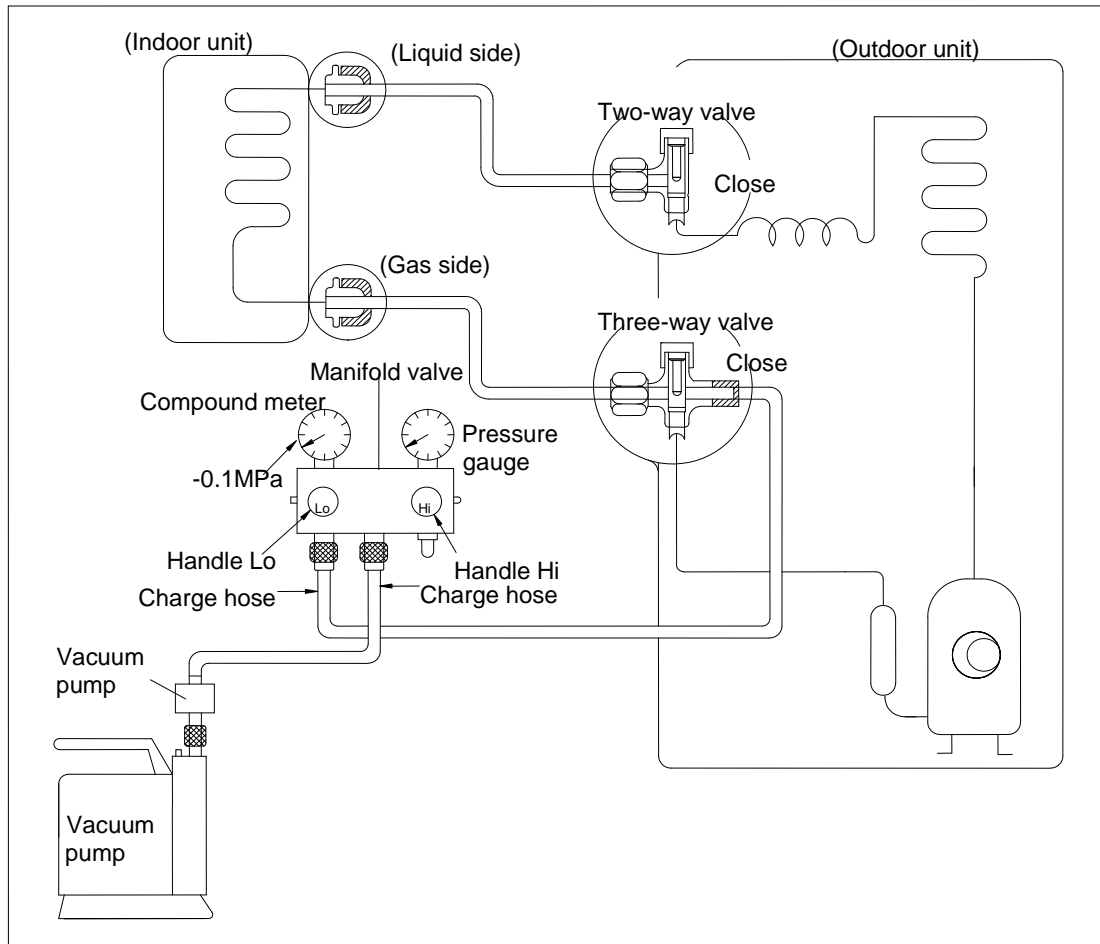 (Indoor unit)
(Liquid side)
(Outdoor unit)
Two-way valve
Close
(Gas side)
Three-way valve
Close
Manifold valve
Compound meter
Pressure
gauge
-0.1MPa
Lo
Hi
Handle Lo
Handle Hi
Charge hose
Charge hose
Vacuum
pump
Vacuum
pump